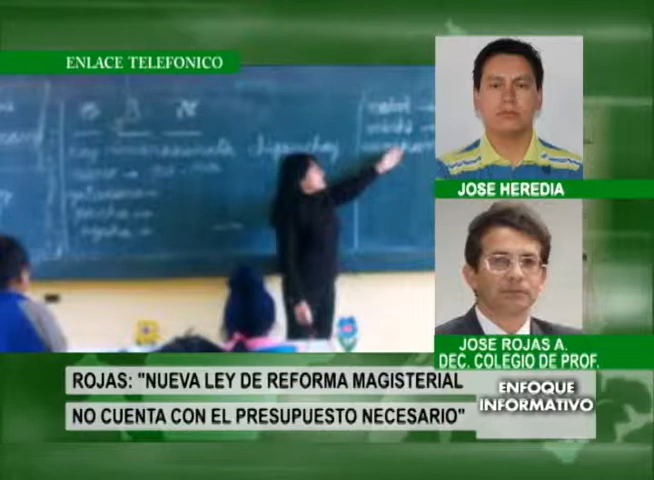 ENLACE TELEFONICO
JOSE HEREDIA
JOSE ROJAS A.
DEC. COLEGIO DE PROF.
ROJAS: "NUEVA LEY DE REFORMA MAGISTERIAL
NO CUENTA CON EL PRESUPUESTO NECESARIO"
ENFOQUE
INFORMATIVO